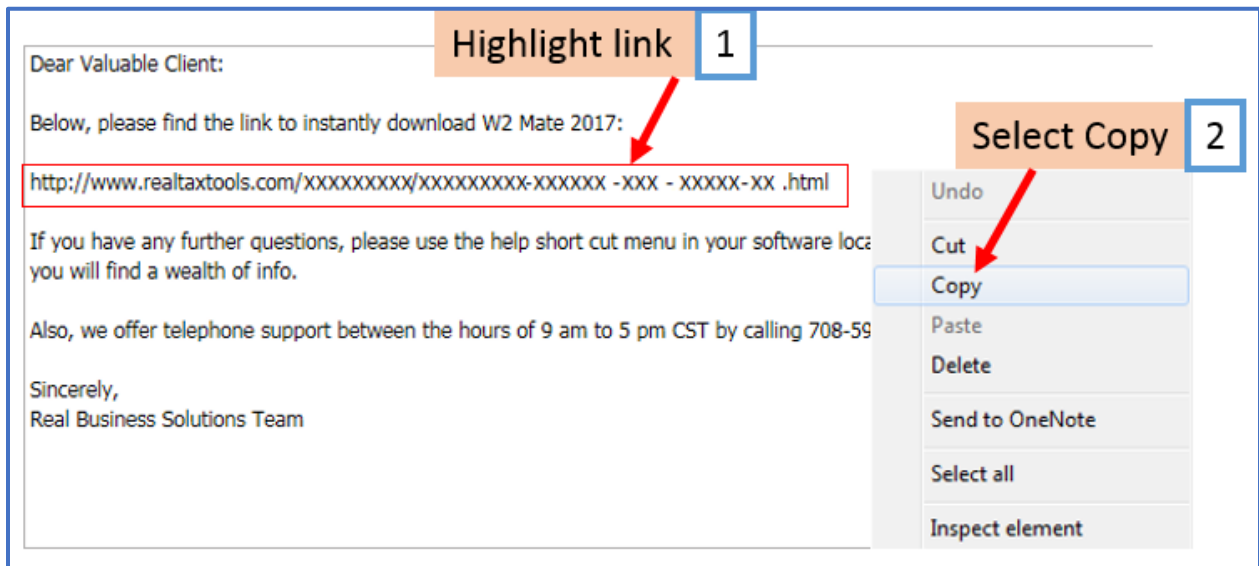 Highlight link 1
Dear Valuable Client:
Below, please find the link to instantly download W2 Mate 2017:
Select Copy 2
http://www.realtaxtools.com/XXXXXXXXX/XXXXXXXXX-XXXXXX -XXX - XXXXX-XX .html
If you have any further questions, please use the help short cut menu in your software loca
you will find a wealth of info.
Also, we offer telephone support between the hours of 9 am to 5 pm CST by calling 708-59
Sincerely,
Real Business Solutions Team
Undo
Cut
Copy
Paste
Delete
Send to OneNote
Select all
Inspect element